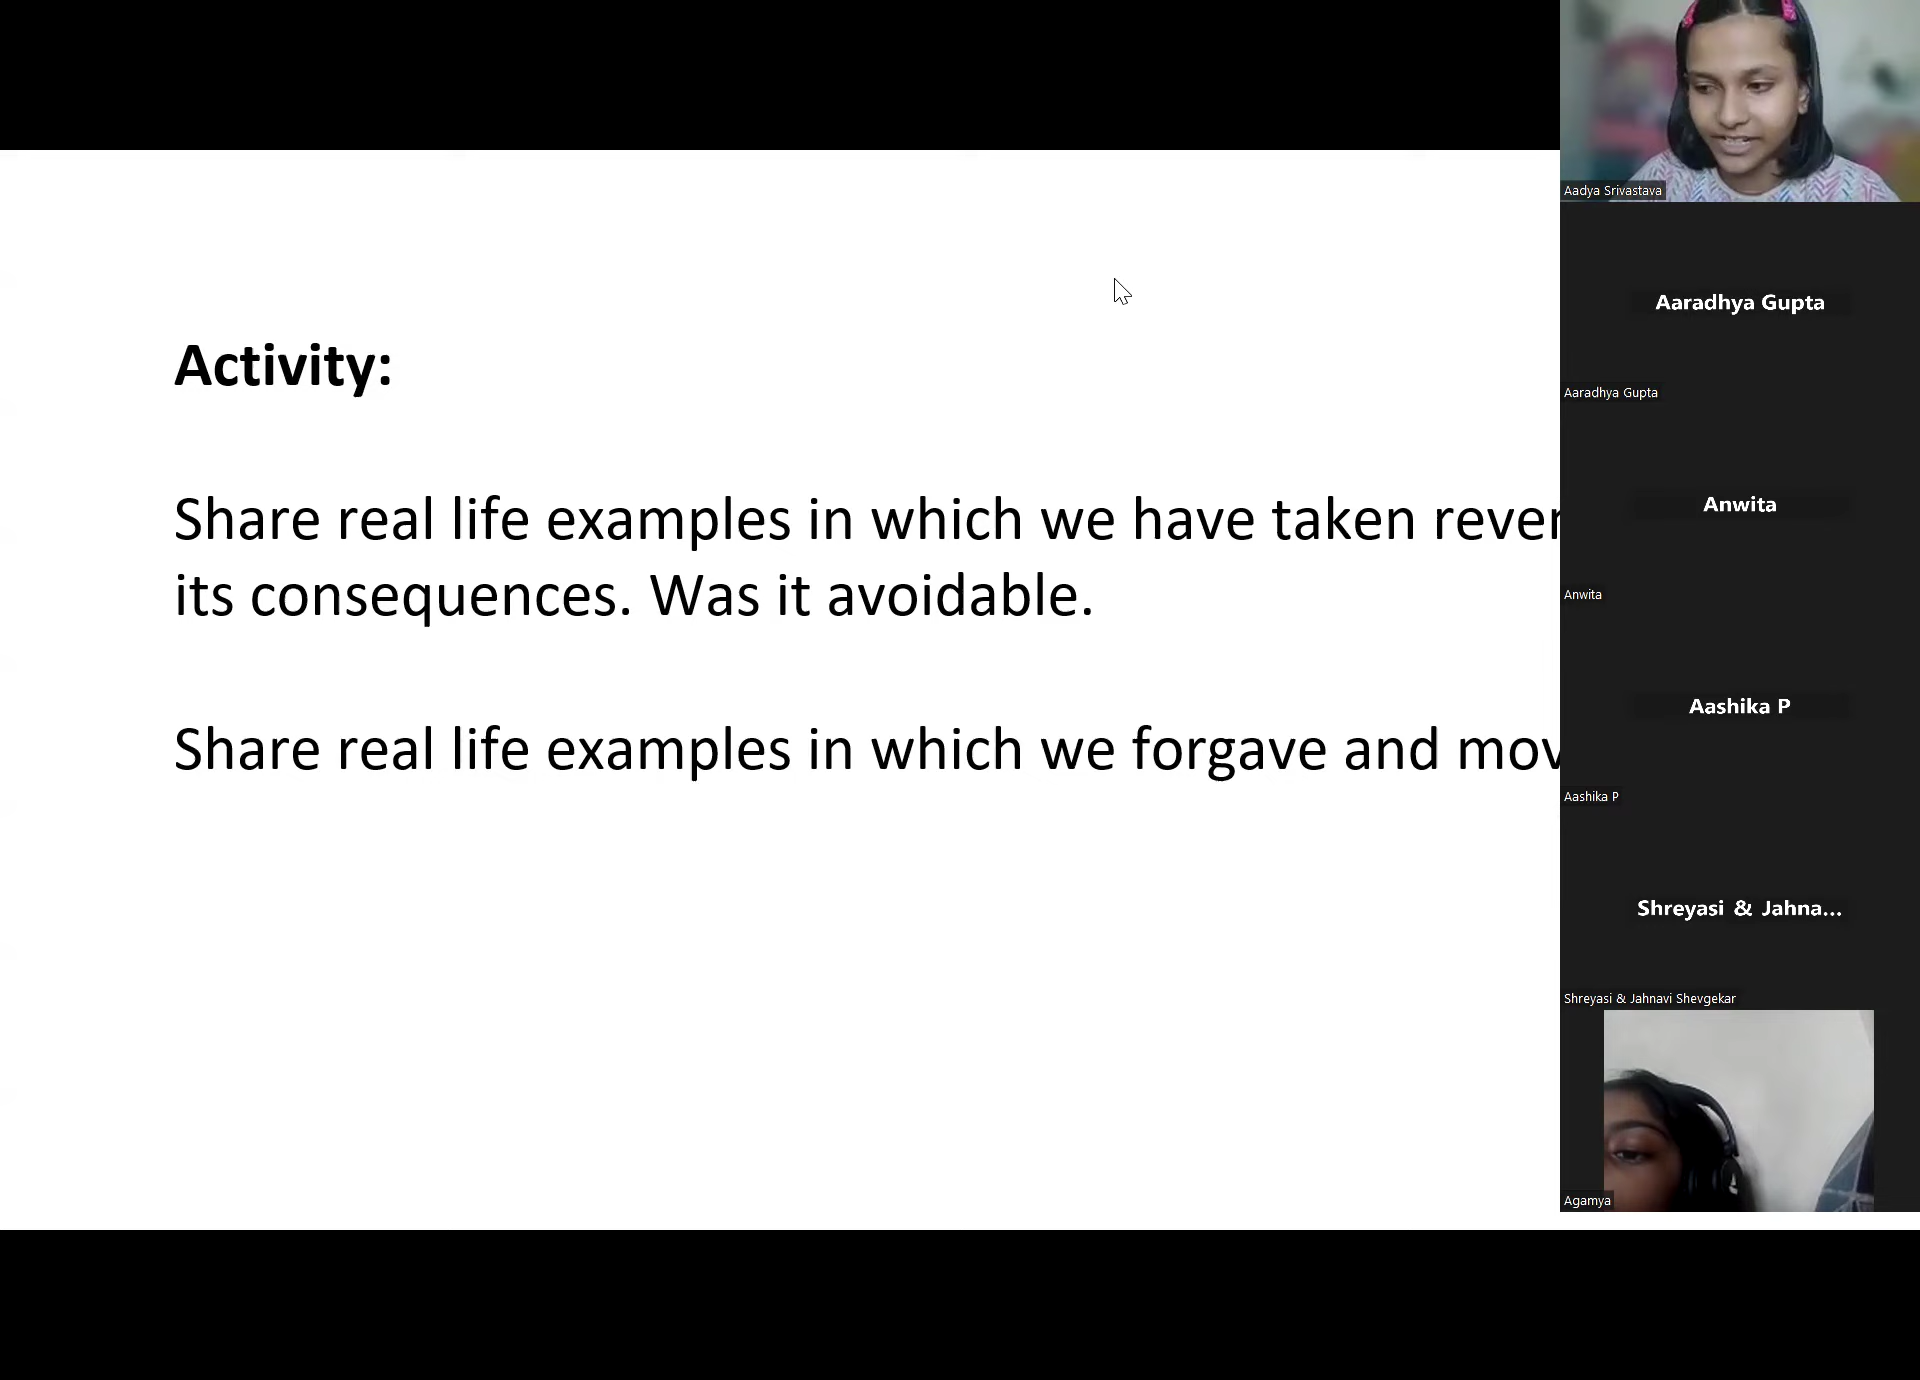 Activity:
Share real life examples in which we have taken
its consequences. Was it avoidable.
Share real life examples in which we forgave and
Aadya Srivastava
Aaradhya Gupta
Aaradhya Gupta
Anwita
Anwita
Aashika P
Aashika P
Shreyasi & Jahna...
Shreyasi & Jahnavi Shevgekar
Agamya